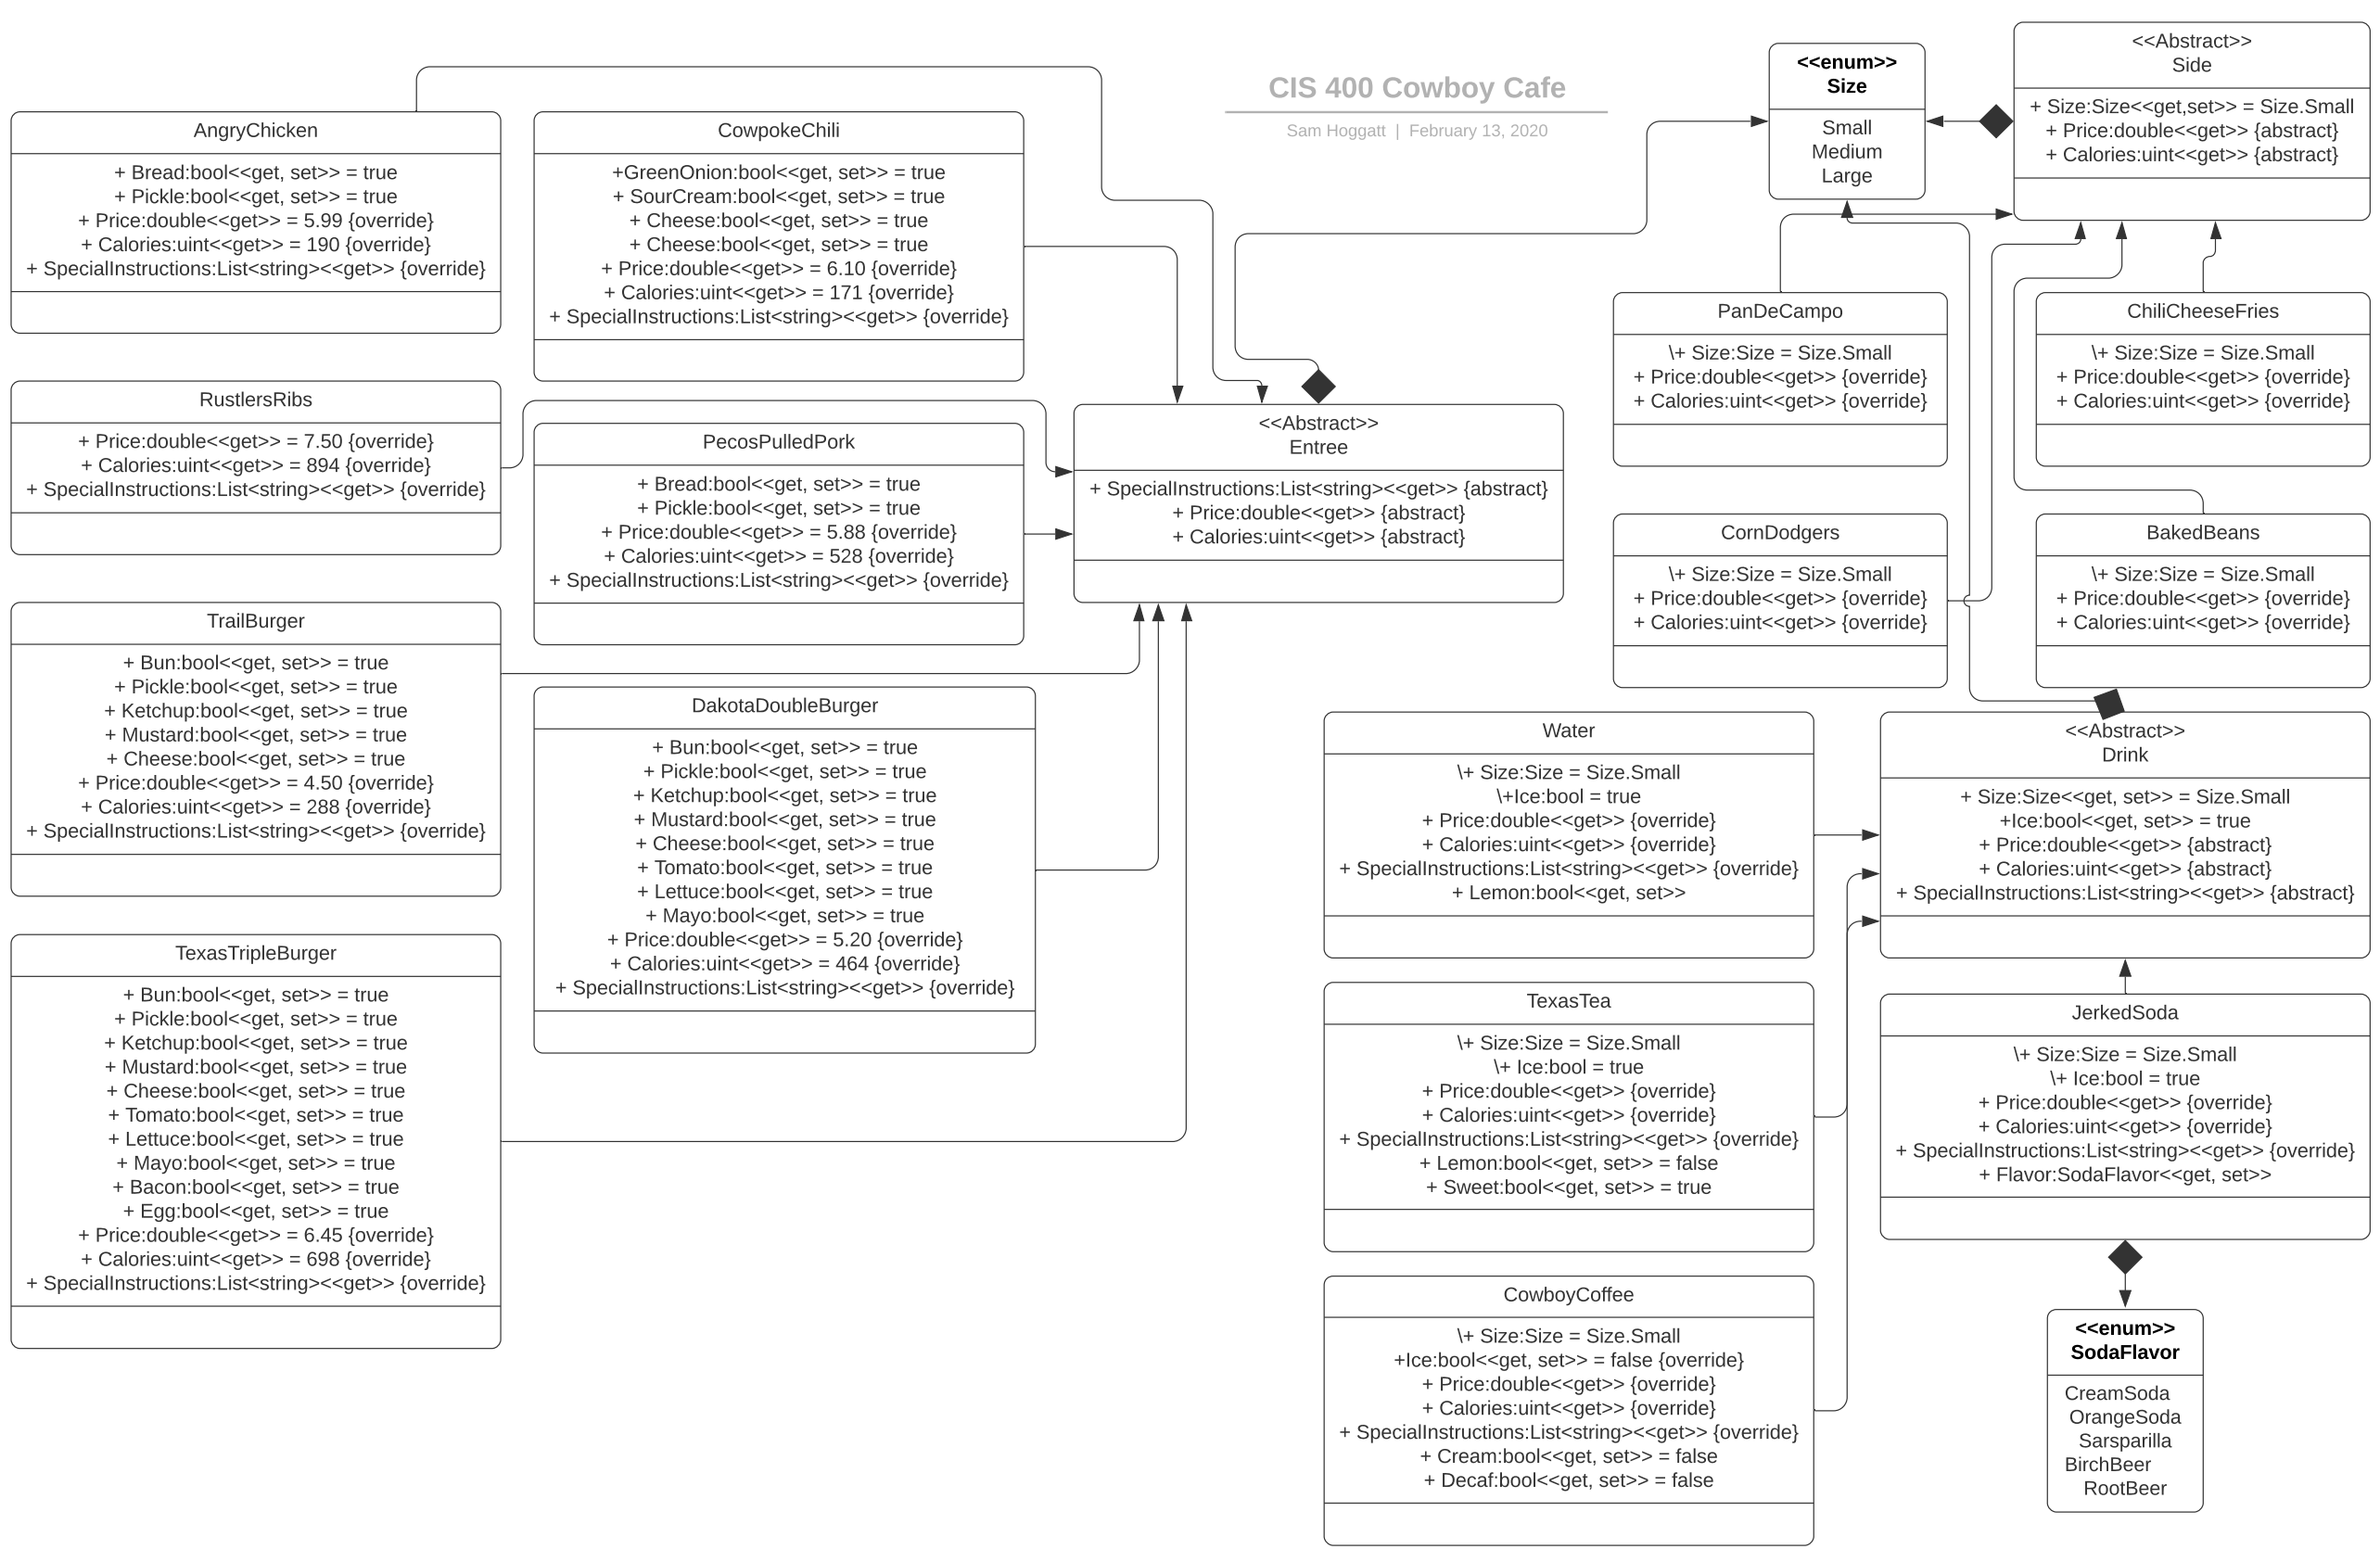 CIS 400 Cowboy Cafe
Sam Hoggatt | February 13, 2020
AngryChicken
+ Bread:bool<<get, set>> = true
+ Pickle:bool<<get, set>> = true
+ Price:double<<get>> = 5.99 {override}
+ Calories:uint<<get>> = 190 {override}
+ SpecialInstructions:List<string><<get>> {override}
CowpokeChili
+GreenOnion:bool<<get, set>> = true
+ SourCream:bool<<get, set>> = true
+ Cheese:bool<<get, set>> = true
+ Cheese:bool<<get, set>> = true
+ Price:double<<get>> = 6.10 {override}
+ Calories:uint<<get>> = 171 {override}
+ SpecialInstructions:List<string><<get>> {override}
RustlersRibs
+ Price:double<<get>> = 7.50 {override}
+ Calories:uint<<get>> = 894 {override}
+ SpecialInstructions:List<string><<get>> {override}
PecosPulledPork
+ Bread:bool<<get, set>> = true
+ Pickle:bool<<get, set>> = true
+ Price:double<<get>> = 5.88 {override}
+ Calories:uint<<get>> = 528 {override}
+ SpecialInstructions:List<string><<get>> {override}
TrailBurger
+ Bun:bool<<get, set>> = true
+ Pickle:bool<<get, set>> = true
+ Ketchup:bool<<get, set>> = true
+ Mustard:bool<<get, set>> = true
+ Cheese:bool<<get, set>> = true
+ Price:double<<get>> = 4.50 {override}
+ Calories:uint<<get>> = 288 {override}
+ SpecialInstructions:List<string><<get>> {override}
DakotaDoubleBurger
+ Bun:bool<<get, set>> = true
+ Pickle:bool<<get, set>> = true
+ Ketchup:bool<<get, set>> = true
+ Mustard:bool<<get, set>> = true
+ Cheese:bool<<get, set>> = true
+ Tomato:bool<<get, set>> = true
+ Lettuce:bool<<get, set>> = true
+ Mayo:bool<<get, set>> = true
+ Price:double<<get>> = 5.20 {override}
+ Calories:uint<<get>> = 464 {override}
+ SpecialInstructions:List<string><<get>> {override}
TexasTripleBurger
+ Bun:bool<<get, set>> = true
+ Pickle:bool<<get, set>> = true
+ Ketchup:bool<<get, set>> = true
+ Mustard:bool<<get, set>> = true
+ Cheese:bool<<get, set>> = true
+ Tomato:bool<<get, set>> = true
+ Lettuce:bool<<get, set>> = true
+ Mayo:bool<<get, set>> = true
+ Bacon:bool<<get, set>> = true
+ Egg:bool<<get, set>> = true
+ Price:double<<get>> = 6.45 {override}
+ Calories:uint<<get>> = 698 {override}
+ SpecialInstructions:List<string><<get>> {override}
<<Abstract>>
Entree
+ SpecialInstructions:List<string><<get>> {abstract}
+ Price:double<<get>> {abstract}
+ Calories:uint<<get>> {abstract}
<<enum>>
Size
Small
Medium
Large
<<Abstract>>
Side
+ Size:Size<<get,set>> = Size.Small
+ Price:double<<get>> {abstract}
+ Calories:uint<<get>> {abstract}
PanDeCampo
\+ Size:Size = Size.Small
+ Price:double<<get>> {override}
+ Calories:uint<<get>> {override}
ChiliCheeseFries
\+ Size:Size = Size.Small
+ Price:double<<get>> {override}
+ Calories:uint<<get>> {override}
CornDodgers
\+ Size:Size = Size.Small
+ Price:double<<get>> {override}
+ Calories:uint<<get>> {override}
BakedBeans
\+ Size:Size = Size.Small
+ Price:double<<get>> {override}
+ Calories:uint<<get>> {override}
Water
\+ Size:Size = Size.Small
\+Ice:bool = true
+ Price:double<<get>> {override}
+ Calories:uint<<get>> {override}
+ SpecialInstructions:List<string><<get>> {override}
+ Lemon:bool<<get, set>>
<<Abstract>>
Drink
+ Size:Size<<get, set>> = Size.Small
+Ice:bool<<get, set>> = true
+ Price:double<<get>> {abstract}
+ Calories:uint<<get>> {abstract}
+ SpecialInstructions:List<string><<get>> {abstract}
TexasTea
\+ Size:Size = Size.Small
\+ Ice:bool = true
+ Price:double<<get>> {override}
+ Calories:uint<<get>> {override}
+ SpecialInstructions:List<string><<get>> {override}
+ Lemon:bool<<get, set>> = false
+ Sweet:bool<<get, set>> = true
JerkedSoda
\+ Size:Size = Size.Small
\+ Ice:bool = true
+ Price:double<<get>> {override}
+ Calories:uint<<get>> {override}
+ SpecialInstructions:List<string><<get>> {override}
+ Flavor:SodaFlavor<<get, set>>
CowboyCoffee
\+ Size:Size = Size.Small
+Ice:bool<<get, set>> = false {override}
+ Price:double<<get>> {override}
+ Calories:uint<<get>> {override}
+ SpecialInstructions:List<string><<get>> {override}
+ Cream:bool<<get, set>> = false
+ Decaf:bool<<get, set>> = false
<<enum>>
SodaFlavor
CreamSoda
OrangeSoda
Sarsparilla
BirchBeer
RootBeer